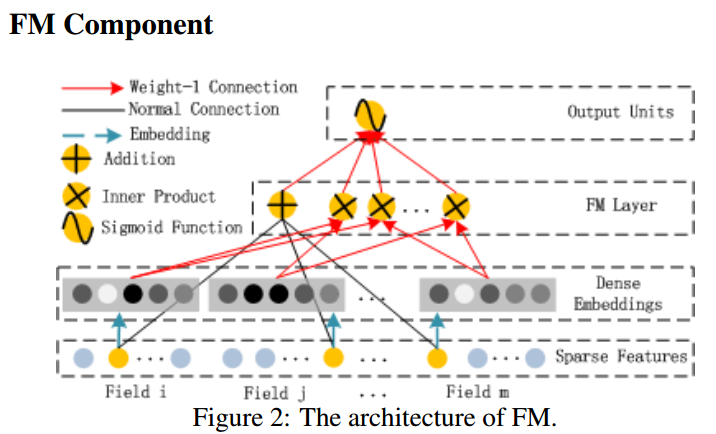 FM Component
Weight-1 Connection
Normal Connection
Embedding
Addition
Inner Product
Sigmoid Function
Output Units
FM Layer
...
Dense
Embeddings
...
Sparse Features
... ... ... ...
Field i Field j ... Field m
Figure 2: The architecture of FM.